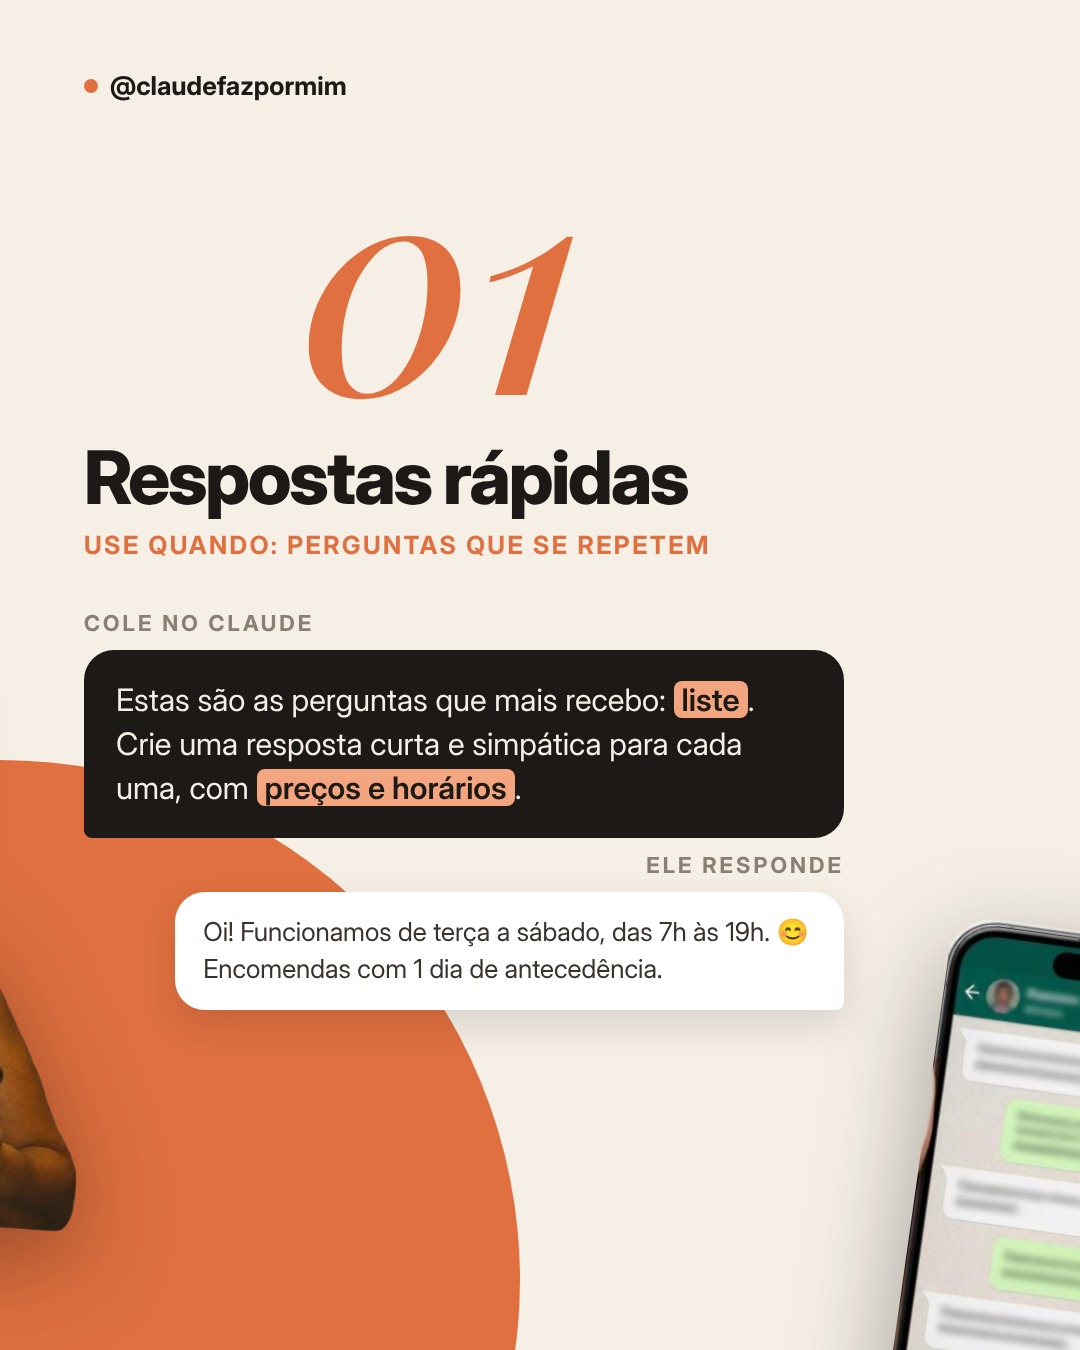 @claudefazpormim
01
Respostas rápidas
USE QUANDO: PERGUNTAS QUE SE REPETEM
COLE NO CLAUDE
Estas são as perguntas que mais recebo: liste.
Crie uma resposta curta e simpática para cada
uma, com preços e horários.
ELE RESPONDE
Oi! Funcionamos de terça a sábado, das 7h às 19h. 😊
Encomendas com 1 dia de antecedência.